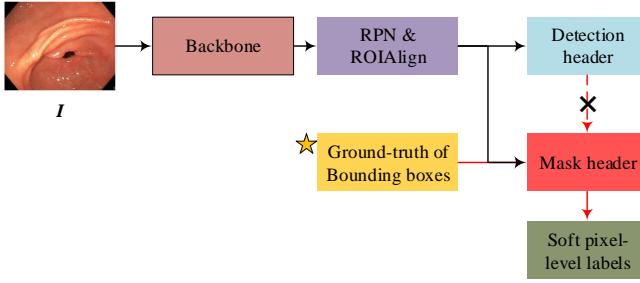 Backbone
RPN &
ROIAlign
Detection
header
I
Ground-truth of
Bounding boxes
Mask header
Soft pixel-
level labels